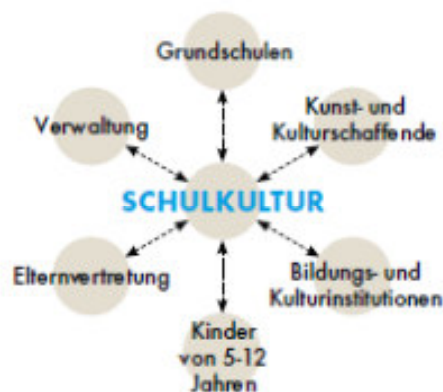 Grundschulen
Verwaltung
Kunst- und
Kulturschaffende
SCHULKULTUR
Elternvertretung
Bildungs- und
Kulturinstitutionen
Kinder
von 5-12
Jahren